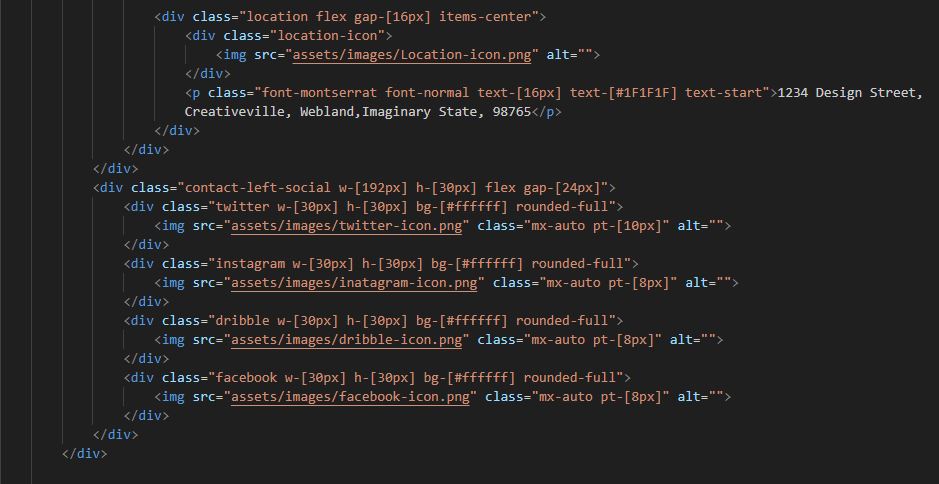 <div class="location flex gap-[16px] items-center">
<div class="location-icon">
<img src="assets/images/Location-icon.png" alt="">
</div>
<p class="font-montserrat font-normal text-[16px] text-[#1F1F1F] text-start">1234 Design Street,
Creativeville, Webland,Imaginary State, 98765</p>
</div>
</div>
</div>
<div class="contact-left-social w-[192px] h-[30px] flex gap-[24px]">
<div class="twitter w-[30px] h-[30px] bg-[#ffffff] rounded-full">
<img src="assets/images/twitter-icon.png" class="mx-auto pt-[10px]" alt="">
</div>
<div class="instagram w-[30px] h-[30px] bg-[#ffffff] rounded-full">
<img src="assets/images/inatagram-icon.png" class="mx-auto pt-[8px]" alt="">
</div>
<div class="dribble w-[30px] h-[30px] bg-[#ffffff] rounded-full">
<img src="assets/images/dribble-icon.png" class="mx-auto pt-[8px]" alt="">
</div>
<div class="facebook w-[30px] h-[30px] bg-[#ffffff] rounded-full">
<img src="assets/images/facebook-icon.png" class="mx-auto pt-[8px]" alt="">
</div>
</div>
</div>